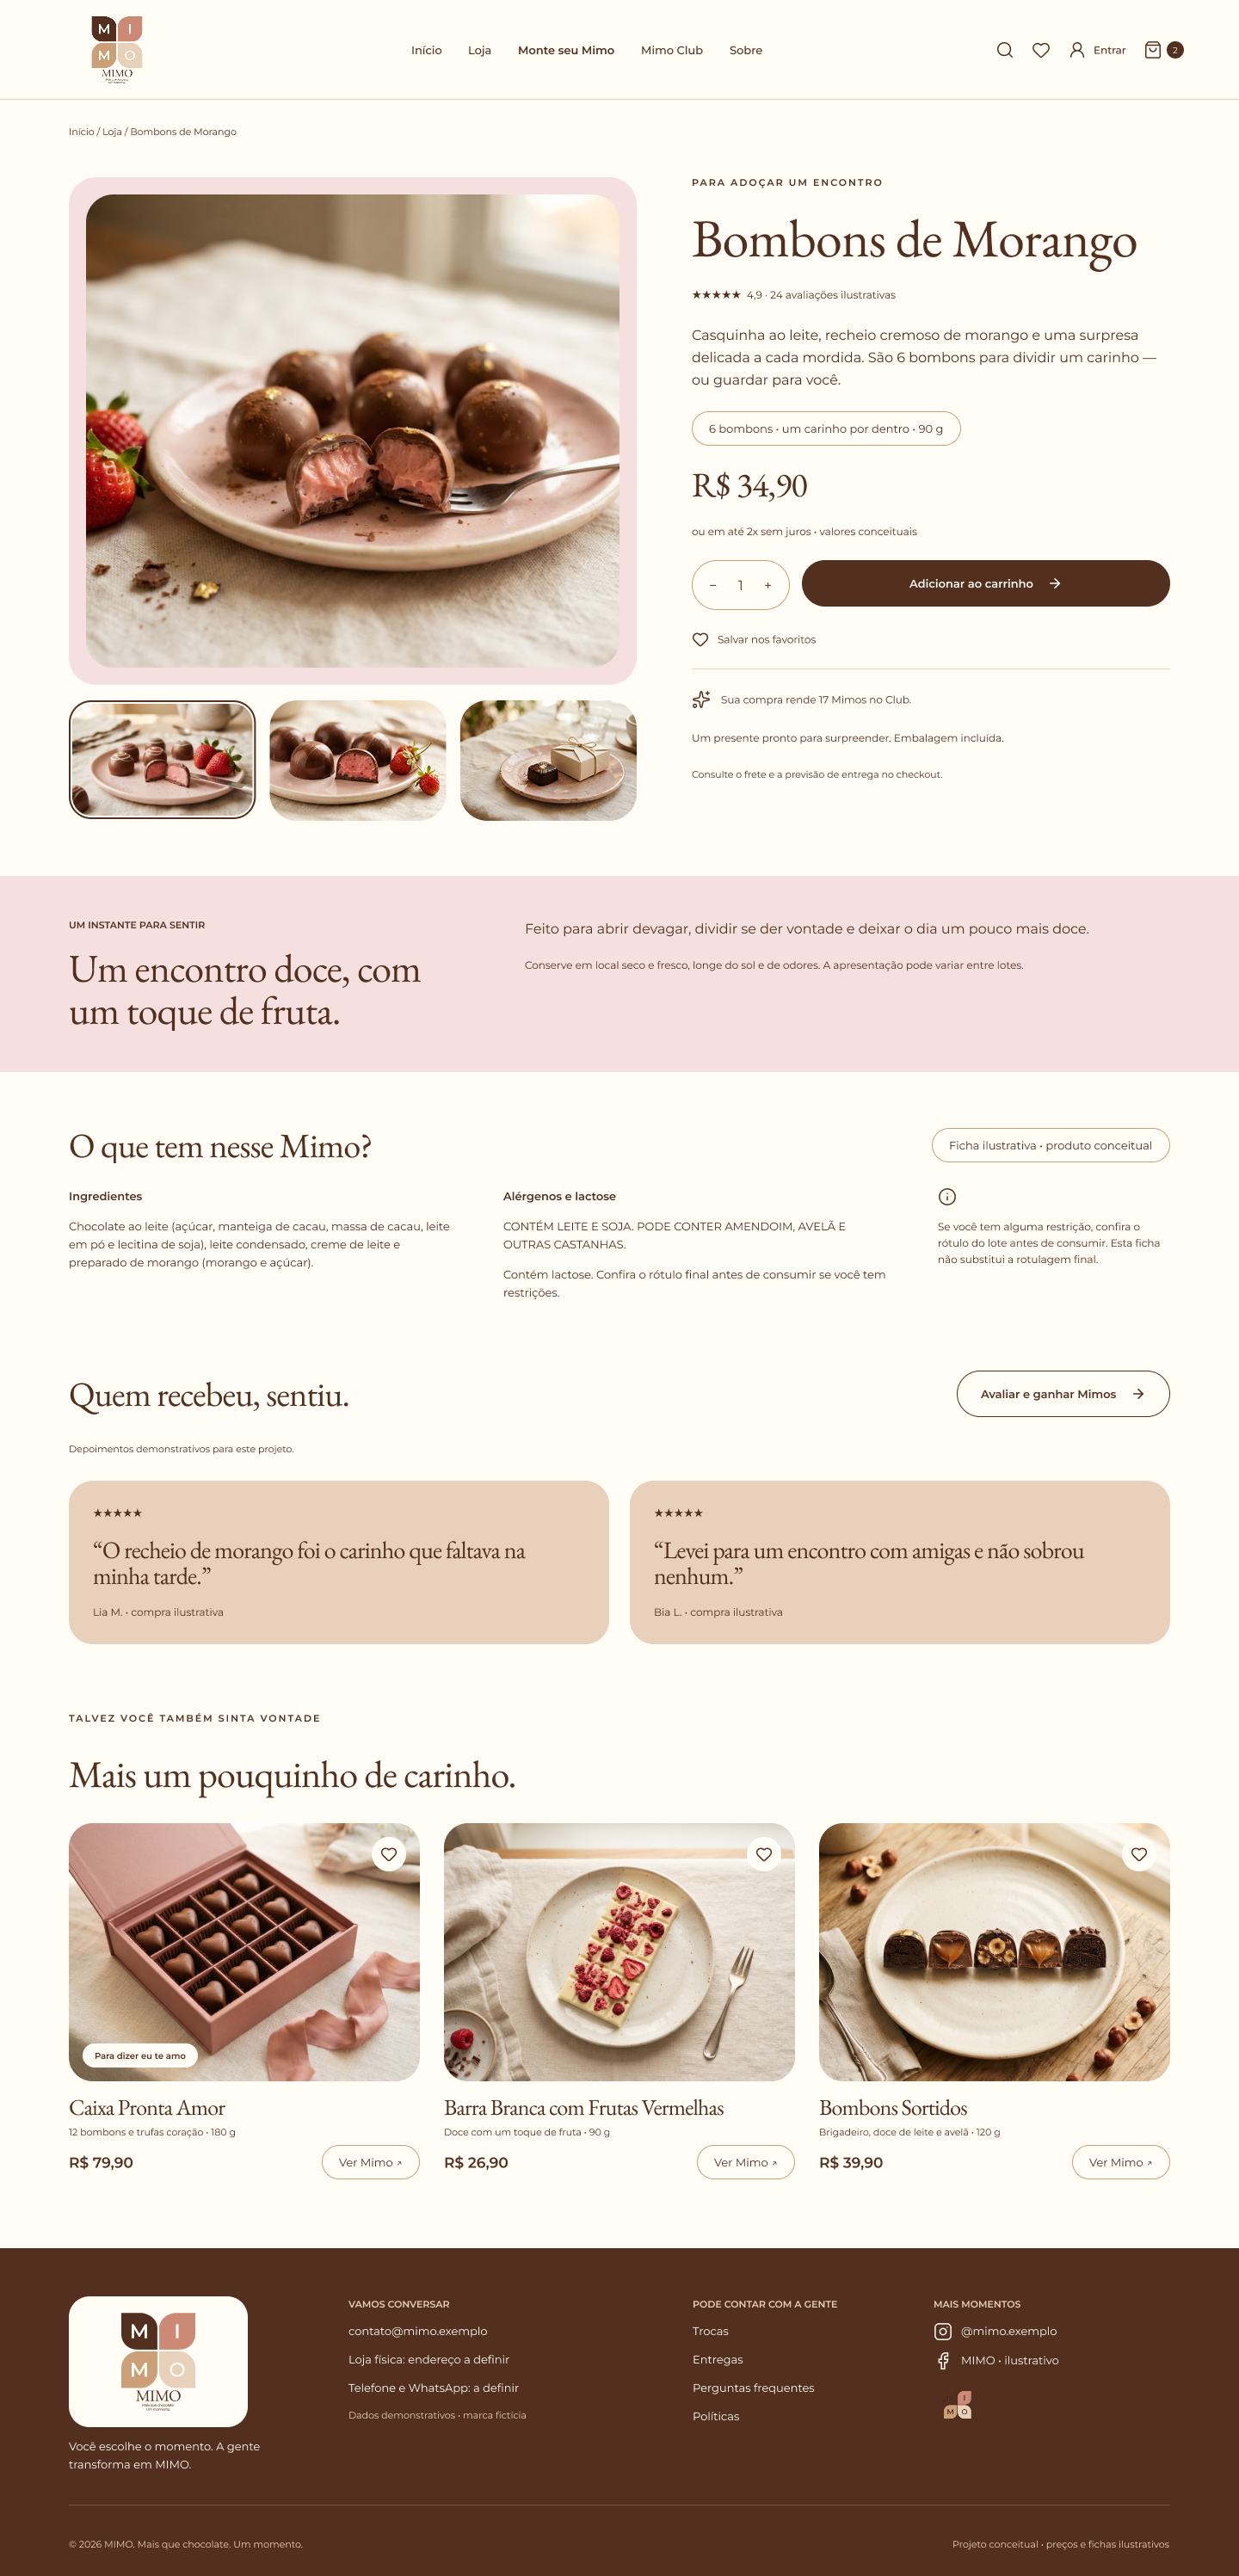 M I
M O
MIMO
Início
Loja
Monte seu Mimo
Mimo Club
Sobre
Entrar
2
Início / Loja / Bombons de Morango
PARA ADOÇAR UM ENCONTRO
Bombons de Morango
★★★★★ 4,9 · 24 avaliações ilustrativas
Casquinha ao leite, recheio cremoso de morango e uma surpresa
delicada a cada mordida. São 6 bombons para dividir um carinho —
ou guardar para você.
6 bombons • um carinho por dentro • 90 g
R$ 34,90
ou em até 2x sem juros • valores conceituais
− 1 +
Adicionar ao carrinho →
Salvar nos favoritos
Sua compra rende 17 Mimos no Club.
Um presente pronto para surpreender. Embalagem incluída.
Consulte o frete e a previsão de entrega no checkout.
UM INSTANTE PARA SENTIR
Um encontro doce, com
um toque de fruta.
Feito para abrir devagar, dividir se der vontade e deixar o dia um pouco mais doce.
Conserve em local seco e fresco, longe do sol e de odores. A apresentação pode variar entre lotes.
O que tem nesse Mimo?
Ficha ilustrativa • produto conceitual
Ingredientes
Chocolate ao leite (açúcar, manteiga de cacau, massa de cacau, leite
em pó e lecitina de soja), leite condensado, creme de leite e
preparado de morango (morango e açúcar).
Alérgenos e lactose
CONTÉM LEITE E SOJA. PODE CONTER AMENDOIM, AVELÃ E
OUTRAS CASTANHAS.
Contém lactose. Confira o rótulo final antes de consumir se você tem
restrições.
Se você tem alguma restrição, confira o
rótulo do lote antes de consumir. Esta ficha
não substitui a rotulagem final.
Quem recebeu, sentiu.
Avaliar e ganhar Mimos →
Depoimentos demonstrativos para este projeto.
★★★★★
“O recheio de morango foi o carinho que faltava na
minha tarde.”
Lia M. • compra ilustrativa
★★★★★
“Levei para um encontro com amigas e não sobrou
nenhum.”
Bia L. • compra ilustrativa
TALVEZ VOCÊ TAMBÉM SINTA VONTADE
Mais um pouquinho de carinho.
Para dizer eu te amo
Caixa Pronta Amor
12 bombons e trufas coração • 180 g
R$ 79,90
Ver Mimo ↗
Barra Branca com Frutas Vermelhas
Doce com um toque de fruta • 90 g
R$ 26,90
Ver Mimo ↗
Bombons Sortidos
Brigadeiro, doce de leite e avelã • 120 g
R$ 39,90
Ver Mimo ↗
M I
M O
MIMO
Mais que chocolate.
Um momento.
Você escolhe o momento. A gente
transforma em MIMO.
VAMOS CONVERSAR
contato@mimo.exemplo
Loja física: endereço a definir
Telefone e WhatsApp: a definir
Dados demonstrativos • marca fictícia
PODE CONTAR COM A GENTE
Trocas
Entregas
Perguntas frequentes
Políticas
MAIS MOMENTOS
@mimo.exemplo
MIMO • ilustrativo
I
M O
© 2026 MIMO. Mais que chocolate. Um momento.
Projeto conceitual • preços e fichas ilustrativos